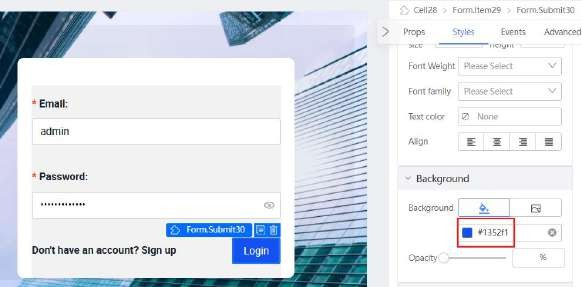 Cell28 > Form.Item29 > Form.Submit30
Props Styles Events Advanced
size height
Font Weight Please Select
Font family Please Select
Text color None
Align
Background
Background
#1352f1
Opacity %
* Email:
admin
* Password:
•••••••••••••
Form.Submit30
Don't have an account? Sign up Login